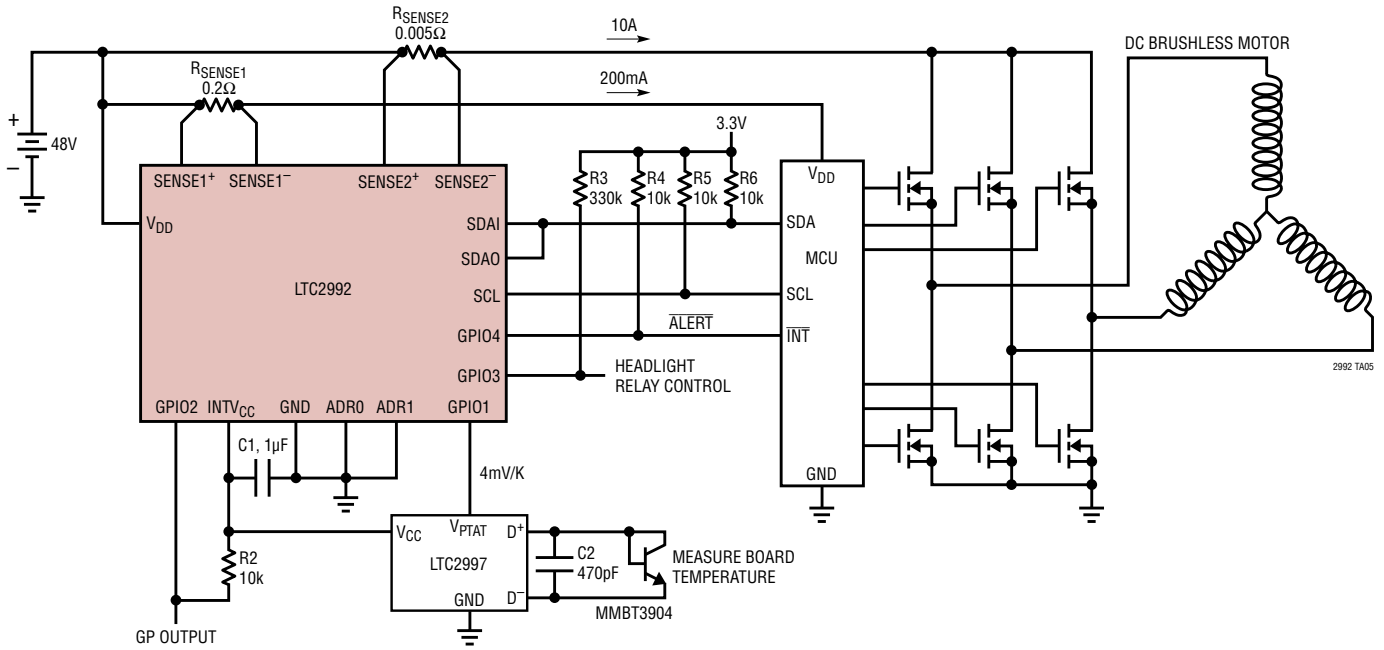 RSENSE2
0.005Ω
10A
DC BRUSHLESS MOTOR
RSENSE1
0.2Ω
200mA
+
48V
–
3.3V
SENSE1+ SENSE1– SENSE2+ SENSE2–
R3
330k
R4
10k
R5
10k
R6
10k
VDD
VDD
SDAI
SDA
SDAO
MCU
LTC2992
SCL
SCL
GPIO4
ALERT
INT
GPIO3
HEADLIGHT
RELAY CONTROL
2992 TA05
GPIO2 INTVCC GND ADR0 ADR1 GPIO1
C1, 1µF
4mV/K
GND
VCC
VPTAT
D+
R2
10k
LTC2997
C2
470pF
MEASURE BOARD
TEMPERATURE
GND
D–
MMBT3904
GP OUTPUT